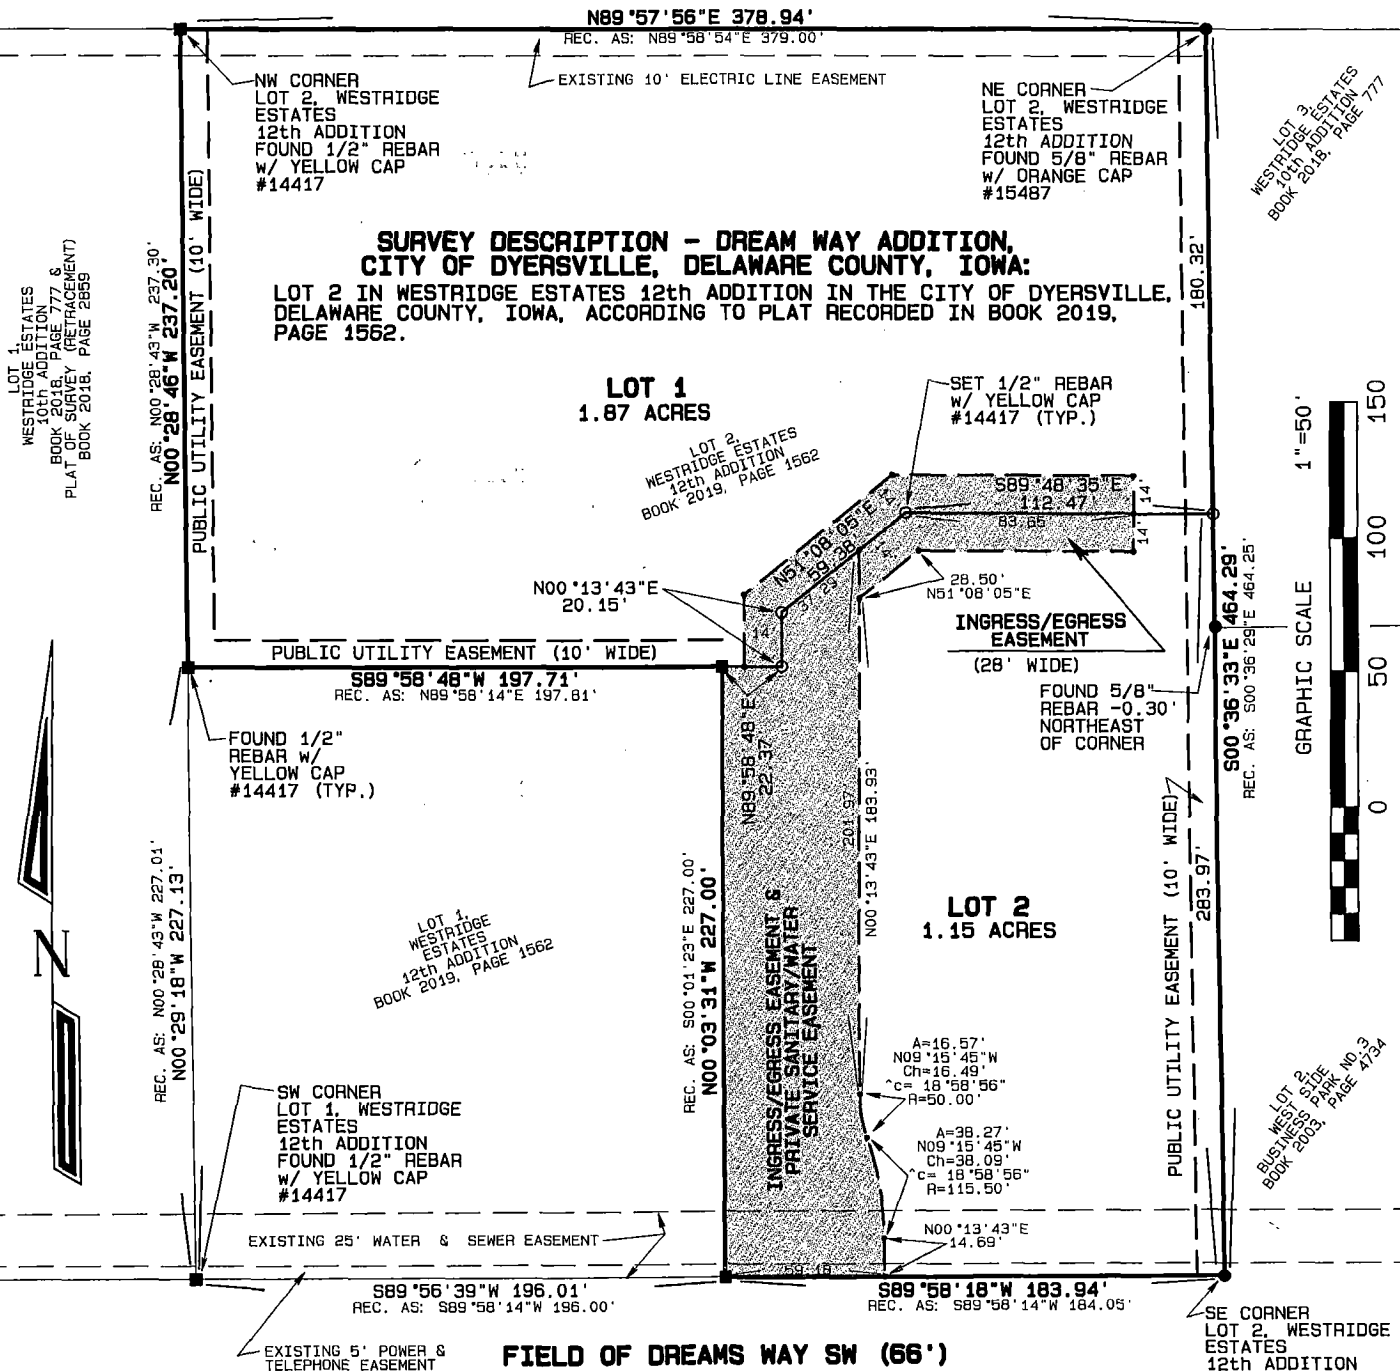 N89°57'56"E 378.94'
REC. AS: N89°58'54"E 379.00'
EXISTING 10' ELECTRIC LINE EASEMENT
NW CORNER
LOT 2, WESTRIDGE
ESTATES
12th ADDITION
FOUND 1/2" REBAR
w/ YELLOW CAP
#14417
NE CORNER
LOT 2, WESTRIDGE
ESTATES
12th ADDITION
FOUND 5/8" REBAR
w/ ORANGE CAP
#15487
LOT 3,
WESTRIDGE ESTATES
10th ADDITION
BOOK 2018, PAGE 777
SURVEY DESCRIPTION - DREAM WAY ADDITION,
CITY OF DYERSVILLE, DELAWARE COUNTY, IOWA:
LOT 2 IN WESTRIDGE ESTATES 12th ADDITION IN THE CITY OF DYERSVILLE,
DELAWARE COUNTY, IOWA, ACCORDING TO PLAT RECORDED IN BOOK 2019,
PAGE 1562.
LOT 1,
WESTRIDGE ESTATES
10th ADDITION
BOOK 2018, PAGE 777 &
PLAT OF SURVEY (RETRACEMENT)
BOOK 2018, PAGE 2859
REC. AS: N00°28'43"W 237.30'
N00°28'46"W 237.20'
PUBLIC UTILITY EASEMENT (10' WIDE)
180.32'
LOT 1
1.87 ACRES
LOT 2,
WESTRIDGE ESTATES
12th ADDITION
BOOK 2019, PAGE 1562
SET 1/2" REBAR
w/ YELLOW CAP
#14417 (TYP.)
S89°48'35"E
112.47'
83.65'
14'
14'
14'
14'
N51°08'05"E
59.38'
37.29'
N00°13'43"E
20.15'
14'
28.50'
N51°08'05"E
INGRESS/EGRESS
EASEMENT
(28' WIDE)
1"=50'
GRAPHIC SCALE
0
50
100
150
S00°36'33"E 464.29'
REC. AS: S00°36'29"E 464.25'
PUBLIC UTILITY EASEMENT (10' WIDE)
S89°58'48"W 197.71'
REC. AS: N89°58'14"E 197.81'
FOUND 5/8"
REBAR -0.30'
NORTHEAST
OF CORNER
FOUND 1/2"
REBAR w/
YELLOW CAP
#14417 (TYP.)
N89°58'48"E
22.37'
201.97'
N00°13'43"E 183.93'
PUBLIC UTILITY EASEMENT (10' WIDE)
283.97'
N
REC. AS: N00°28'43"W 227.01'
N00°29'18"W 227.13'
LOT 1,
WESTRIDGE
ESTATES
12th ADDITION
BOOK 2019, PAGE 1562
REC. AS: S00°01'23"E 227.00'
N00°03'31"W 227.00'
INGRESS/EGRESS EASEMENT &
PRIVATE SANITARY/WATER
SERVICE EASEMENT
LOT 2
1.15 ACRES
A=16.57'
N09°15'45"W
Ch=16.49'
^c= 18°58'56"
R=50.00'
A=38.27'
N09°15'45"W
Ch=38.09'
^c= 18°58'56"
R=115.50'
N00°13'43"E
14.69'
LOT 2,
WEST SIDE
BUSINESS PARK NO.3
BOOK 2003, PAGE 4734
SW CORNER
LOT 1, WESTRIDGE
ESTATES
12th ADDITION
FOUND 1/2" REBAR
w/ YELLOW CAP
#14417
EXISTING 25' WATER & SEWER EASEMENT
59.18'
S89°56'39"W 196.01'
REC. AS: S89°58'14"W 196.00'
S89°58'18"W 183.94'
REC. AS: S89°58'14"W 184.05'
EXISTING 5' POWER &
TELEPHONE EASEMENT
FIELD OF DREAMS WAY SW (66')
SE CORNER
LOT 2, WESTRIDGE
ESTATES
12th ADDITION